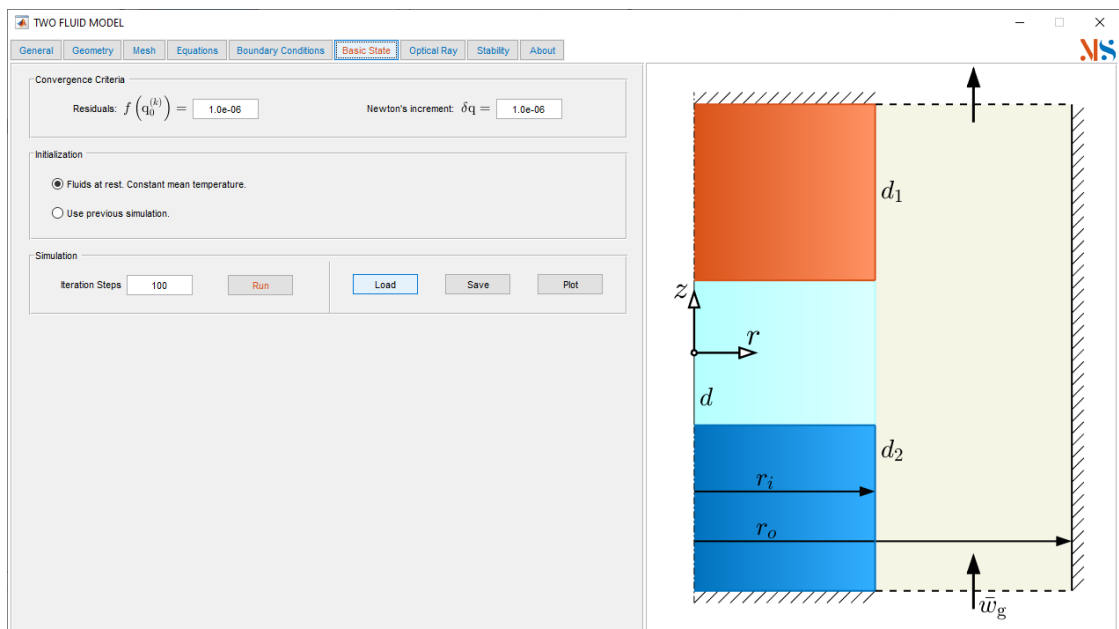 TWO FLUID MODEL
General Geometry Mesh Equations Boundary Conditions Basic State Optical Ray Stability About
MS
Convergence Criteria
Residuals: f(q₀⁽ᵏ⁾) = 1.0e-06 Newton's increment: δq = 1.0e-06
Initialization
Fluids at rest. Constant mean temperature.
Use previous simulation.
Simulation
Iteration Steps 100 Run Load Save Plot
d₁
z
r
d
d₂
rᵢ
rₒ
w̄g